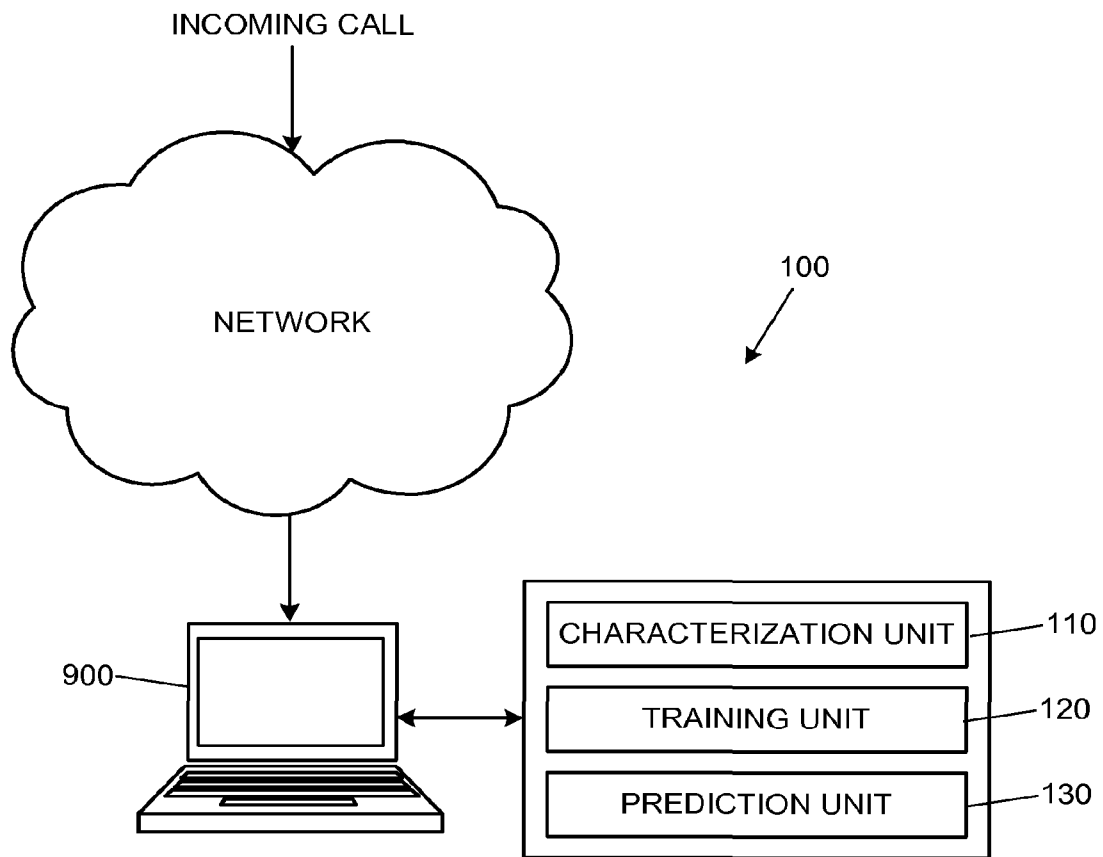 INCOMING CALL
NETWORK
100
CHARACTERIZATION UNIT
110
900
TRAINING UNIT
120
PREDICTION UNIT
130